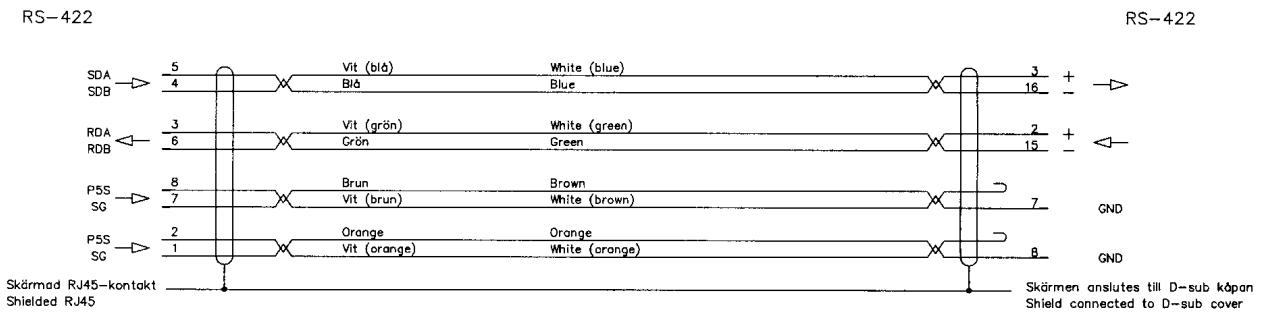 RS-422 RS-422
SDA 5 Vit (blå) White (blue) 3 +
SDB 4 Blå Blue 16 -
RDA 3 Vit (grön) White (green) 2 +
RDB 6 Grön Green 15 -
P5S 8 Brun Brown
SG 7 Vit (brun) White (brown) 7 GND
P5S 2 Orange Orange
SG 1 Vit (orange) White (orange) 8 GND
Skärmad RJ45-kontakt Skörmen anslutes till D-sub kåpan
Shielded RJ45 Shield connected to D-sub cover